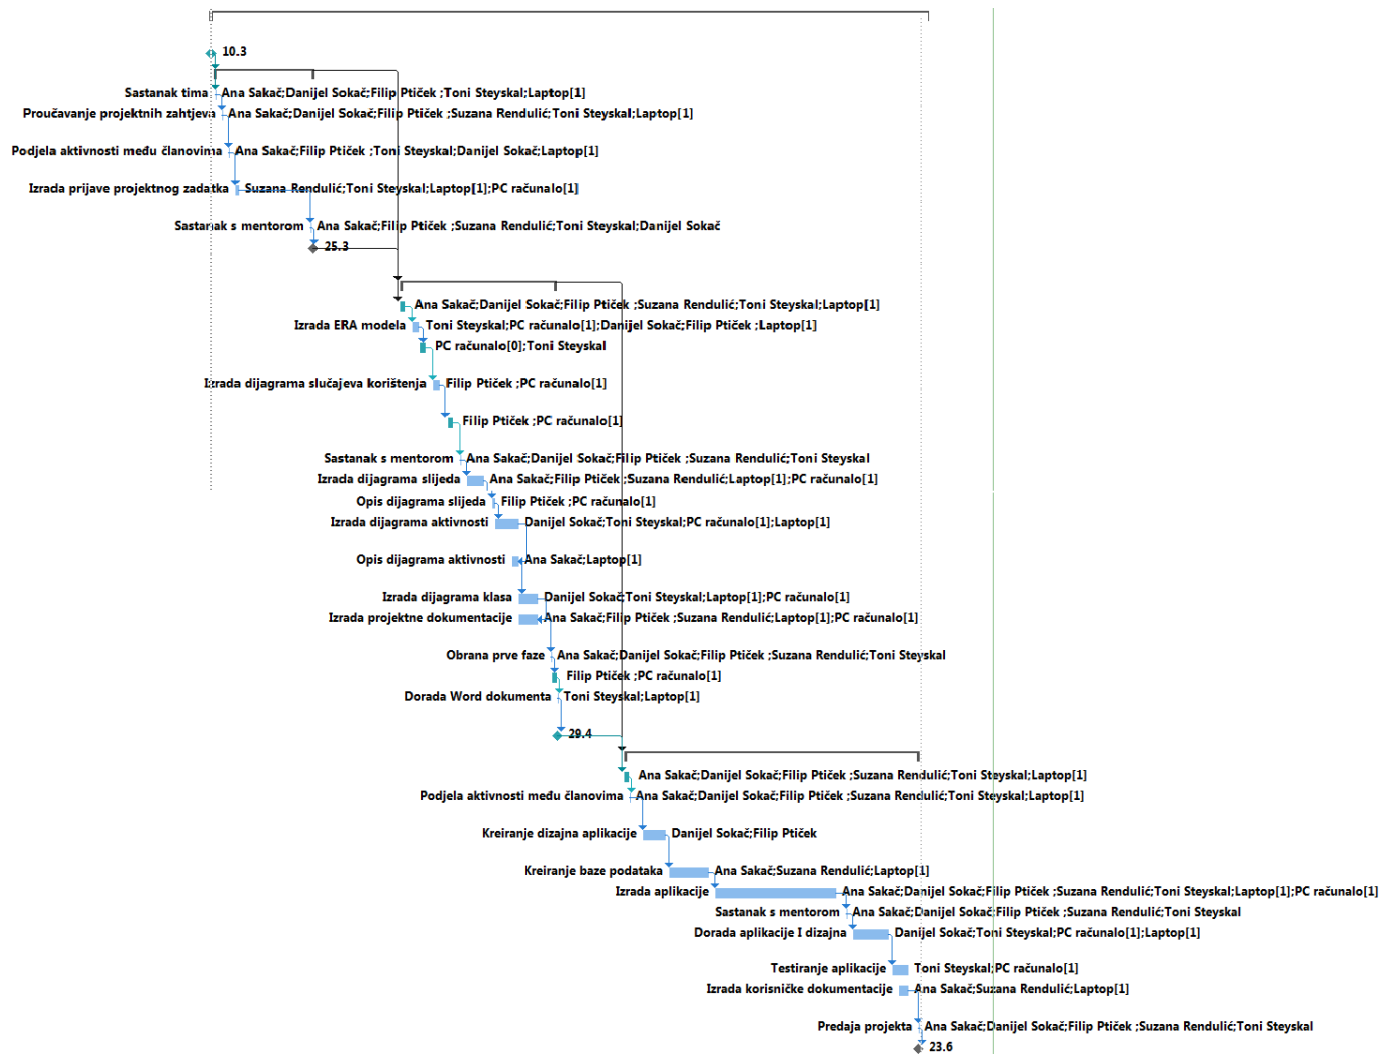 10.3
Sastanak tima Ana Sakač;Danijel Sokač;Filip Ptiček ;Toni Steyskal;Laptop[1]
Proučavanje projektnih zahtjeva Ana Sakač;Danijel Sokač;Filip Ptiček ;Suzana Rendulić;Toni Steyskal;Laptop[1]
Podjela aktivnosti među članovima Ana Sakač;Filip Ptiček ;Toni Steyskal;Danijel Sokač;Laptop[1]
Izrada prijave projektnog zadatka Suzana Rendulić;Toni Steyskal;Laptop[1];PC računalo[1]
Sastanak s mentorom Ana Sakač;Filip Ptiček ;Suzana Rendulić;Toni Steyskal;Danijel Sokač
25.3
Ana Sakač;Danijel Sokač;Filip Ptiček ;Suzana Rendulić;Toni Steyskal;Laptop[1]
Izrada ERA modela Toni Steyskal;PC računalo[1];Danijel Sokač;Filip Ptiček ;Laptop[1]
PC računalo[0];Toni Steyskal
Izrada dijagrama slučajeva korištenja Filip Ptiček ;PC računalo[1]
Filip Ptiček ;PC računalo[1]
Sastanak s mentorom Ana Sakač;Danijel Sokač;Filip Ptiček ;Suzana Rendulić;Toni Steyskal
Izrada dijagrama slijeda Ana Sakač;Filip Ptiček ;Suzana Rendulić;Laptop[1];PC računalo[1]
Opis dijagrama slijeda Filip Ptiček ;PC računalo[1]
Izrada dijagrama aktivnosti Danijel Sokač;Toni Steyskal;PC računalo[1];Laptop[1]
Opis dijagrama aktivnosti Ana Sakač;Laptop[1]
Izrada dijagrama klasa Danijel Sokač;Toni Steyskal;Laptop[1];PC računalo[1]
Izrada projektne dokumentacije Ana Sakač;Filip Ptiček ;Suzana Rendulić;Laptop[1];PC računalo[1]
Obrana prve faze Ana Sakač;Danijel Sokač;Filip Ptiček ;Suzana Rendulić;Toni Steyskal
Filip Ptiček ;PC računalo[1]
Dorada Word dokumenta Toni Steyskal;Laptop[1]
29.4
Ana Sakač;Danijel Sokač;Filip Ptiček ;Suzana Rendulić;Toni Steyskal;Laptop[1]
Podjela aktivnosti među članovima Ana Sakač;Danijel Sokač;Filip Ptiček ;Suzana Rendulić;Toni Steyskal;Laptop[1]
Kreiranje dizajna aplikacije Danijel Sokač;Filip Ptiček
Kreiranje baze podataka Ana Sakač;Suzana Rendulić;Laptop[1]
Izrada aplikacije Ana Sakač;Danijel Sokač;Filip Ptiček ;Suzana Rendulić;Toni Steyskal;Laptop[1];PC računalo[1]
Sastanak s mentorom Ana Sakač;Danijel Sokač;Filip Ptiček ;Suzana Rendulić;Toni Steyskal
Dorada aplikacije I dizajna Danijel Sokač;Toni Steyskal;PC računalo[1];Laptop[1]
Testiranje aplikacije Toni Steyskal;PC računalo[1]
Izrada korisničke dokumentacije Ana Sakač;Suzana Rendulić;Laptop[1]
Predaja projekta Ana Sakač;Danijel Sokač;Filip Ptiček ;Suzana Rendulić;Toni Steyskal
23.6